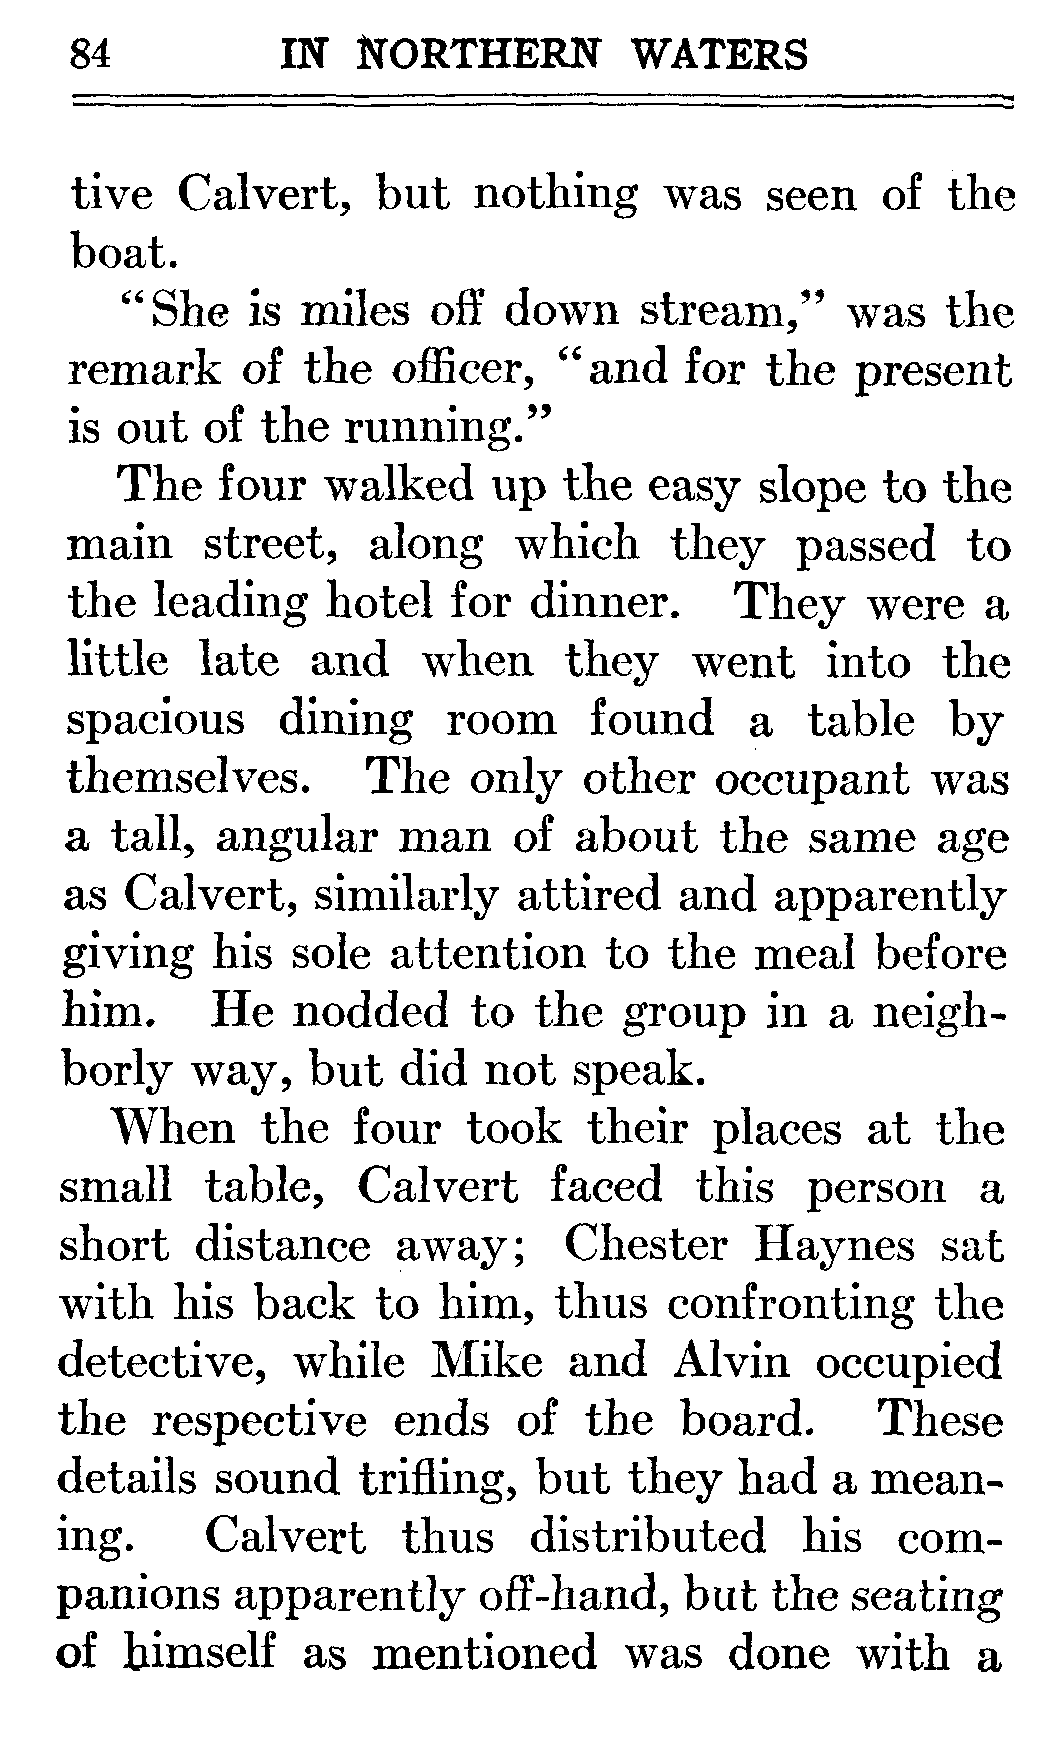 84 IN NORTHERN WATERS
tive Calvert, but nothing was seen of the
boat.
“She is miles off down stream,” was the
remark of the officer, “and for the present
is out of the running.”
The four walked up the easy slope to the
main street, along which they passed to
the leading hotel for dinner. They were a
little late and when they went into the
spacious dining room found a table by
themselves. The only other occupant was
a tall, angular man of about the same age
as Calvert, similarly attired and apparently
giving his sole attention to the meal before
him. He nodded to the group in a neigh-
borly way, but did not speak.
When the four took their places at the
small table, Calvert faced this person a
short distance away; Chester Haynes sat
with his back to him, thus confronting the
detective, while Mike and Alvin occupied
the respective ends of the board. These
details sound trifling, but they had a mean-
ing. Calvert thus distributed his com-
panions apparently off-hand, but the seating
of himself as mentioned was done with a